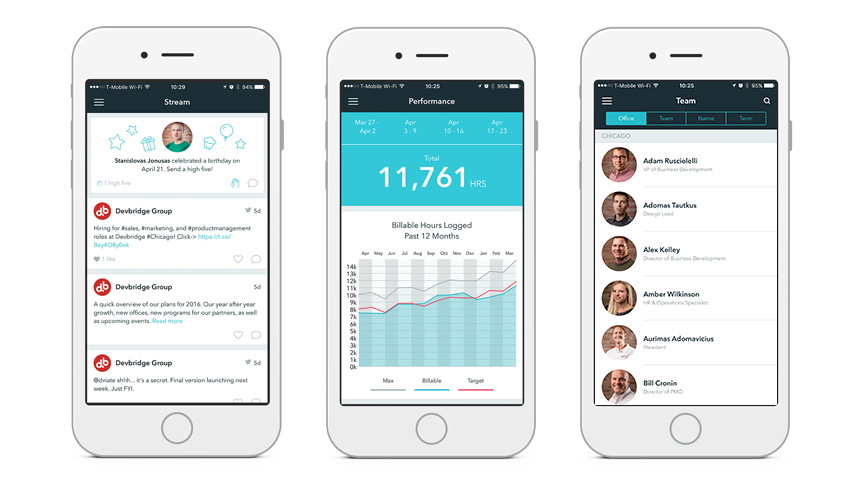 T-Mobile Wi-Fi 10:29 94%
Stream
Stanislovas Jonusas celebrated a birthday on
April 21. Send a high five!
1 high five
db
Devbridge Group 5d
Hiring for #sales, #marketing, and #productmanagement
roles at Devbridge #Chicago! Click-> https://t.co/
8ey4O8y0ok
1 like
db
Devbridge Group 5d
A quick overview of our plans for 2016. Our year after year
growth, new offices, new programs for our partners, as well
as upcoming events. Read more
db
Devbridge Group 5d
@dviate shhh... it's a secret. Final version launching next
week. Just FYI.
T-Mobile Wi-Fi 10:25 95%
Performance
Mar 27 - Apr Apr Apr
Apr 2 3 - 9 10 - 16 17 - 23
Total
11,761 HRS
Billable Hours Logged
Past 12 Months
Apr May Jun Jul Aug Sep Oct Nov Dec Jan Feb Mar
14k
13k
12k
11k
10k
9k
8k
7k
6k
5k
4k
3k
2k
1k
0k
Max Billable Target
T-Mobile Wi-Fi 10:25 95%
Team
Office Team Name Term
CHICAGO
Adam Rusciolelli
VP of Business Development
Adomas Tautkus
Design Lead
Alex Kelley
Director of Business Development
Amber Wilkinson
HR & Operations Specialist
Aurimas Adomavicius
President
Bill Cronin
Director of PMO